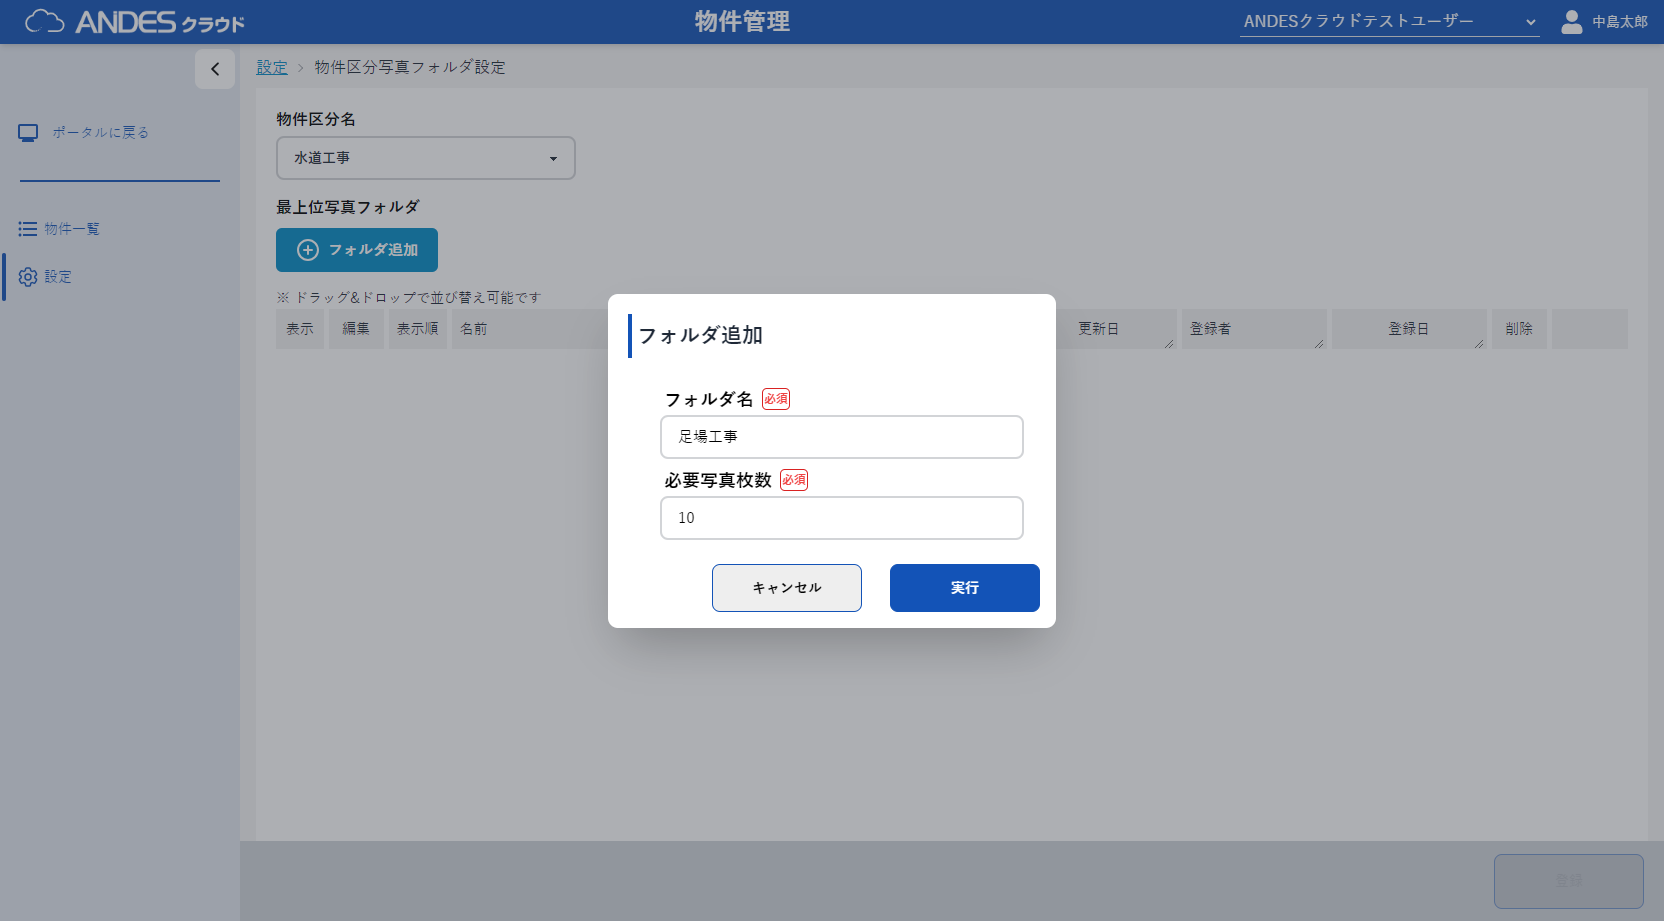 ANDES クラウド
物件管理
ANDESクラウドテストユーザー
中島太郎
設定 > 物件区分写真フォルダ設定
ポータルに戻る
物件一覧
設定
物件区分名
水道工事
最上位写真フォルダ
フォルダ追加
※ ドラッグ&ドロップで並び替え可能です
表示 編集 表示順 名前 更新日 登録者 登録日 削除
フォルダ追加
フォルダ名 必須
足場工事
必要写真枚数 必須
10
キャンセル 実行
登録